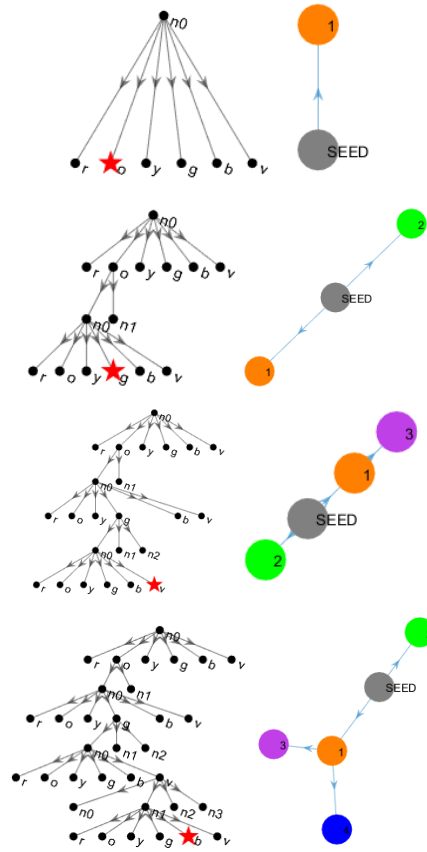 n0 1
SEED
r o y g b v
n0 2
r o y g b v
SEED
n0 n1
r o y g b v 1
n0
3
r o y g b v
1
n0 n1
r o y g b v
SEED
n0 n1 n2
2
r o y g b v
n0
r o y g b v
SEED
n0 n1
r o y g b v
n0 n1 n2 3 1
r o y g b v
n0 n1 n2 n3
4
r o y g b v